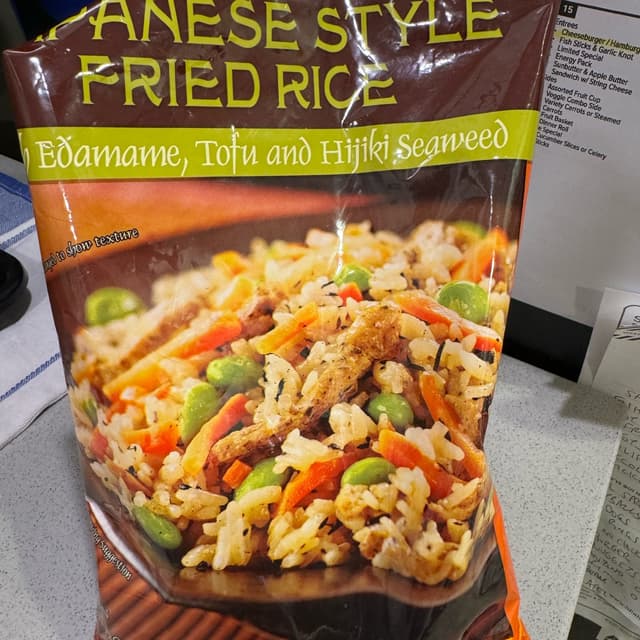 PANESE STYLE
FRIED RICE
Edamame, Tofu and Hijiki Seaweed
to show texture
Suggestion
15
Entrees
Cheeseburger / Hamburg
Fish Sticks & Garlic Knot
Limited Special
Energy Pack
Sunbutter & Apple Butter
Sandwich w/ String Cheese
Assorted Fruit Cup
Veggie Combo Side
Variety Carrots or Steamed
Carrots
Fruit Basket
Dinner Roll
Special
Cucumber Slices or Celery
Sticks